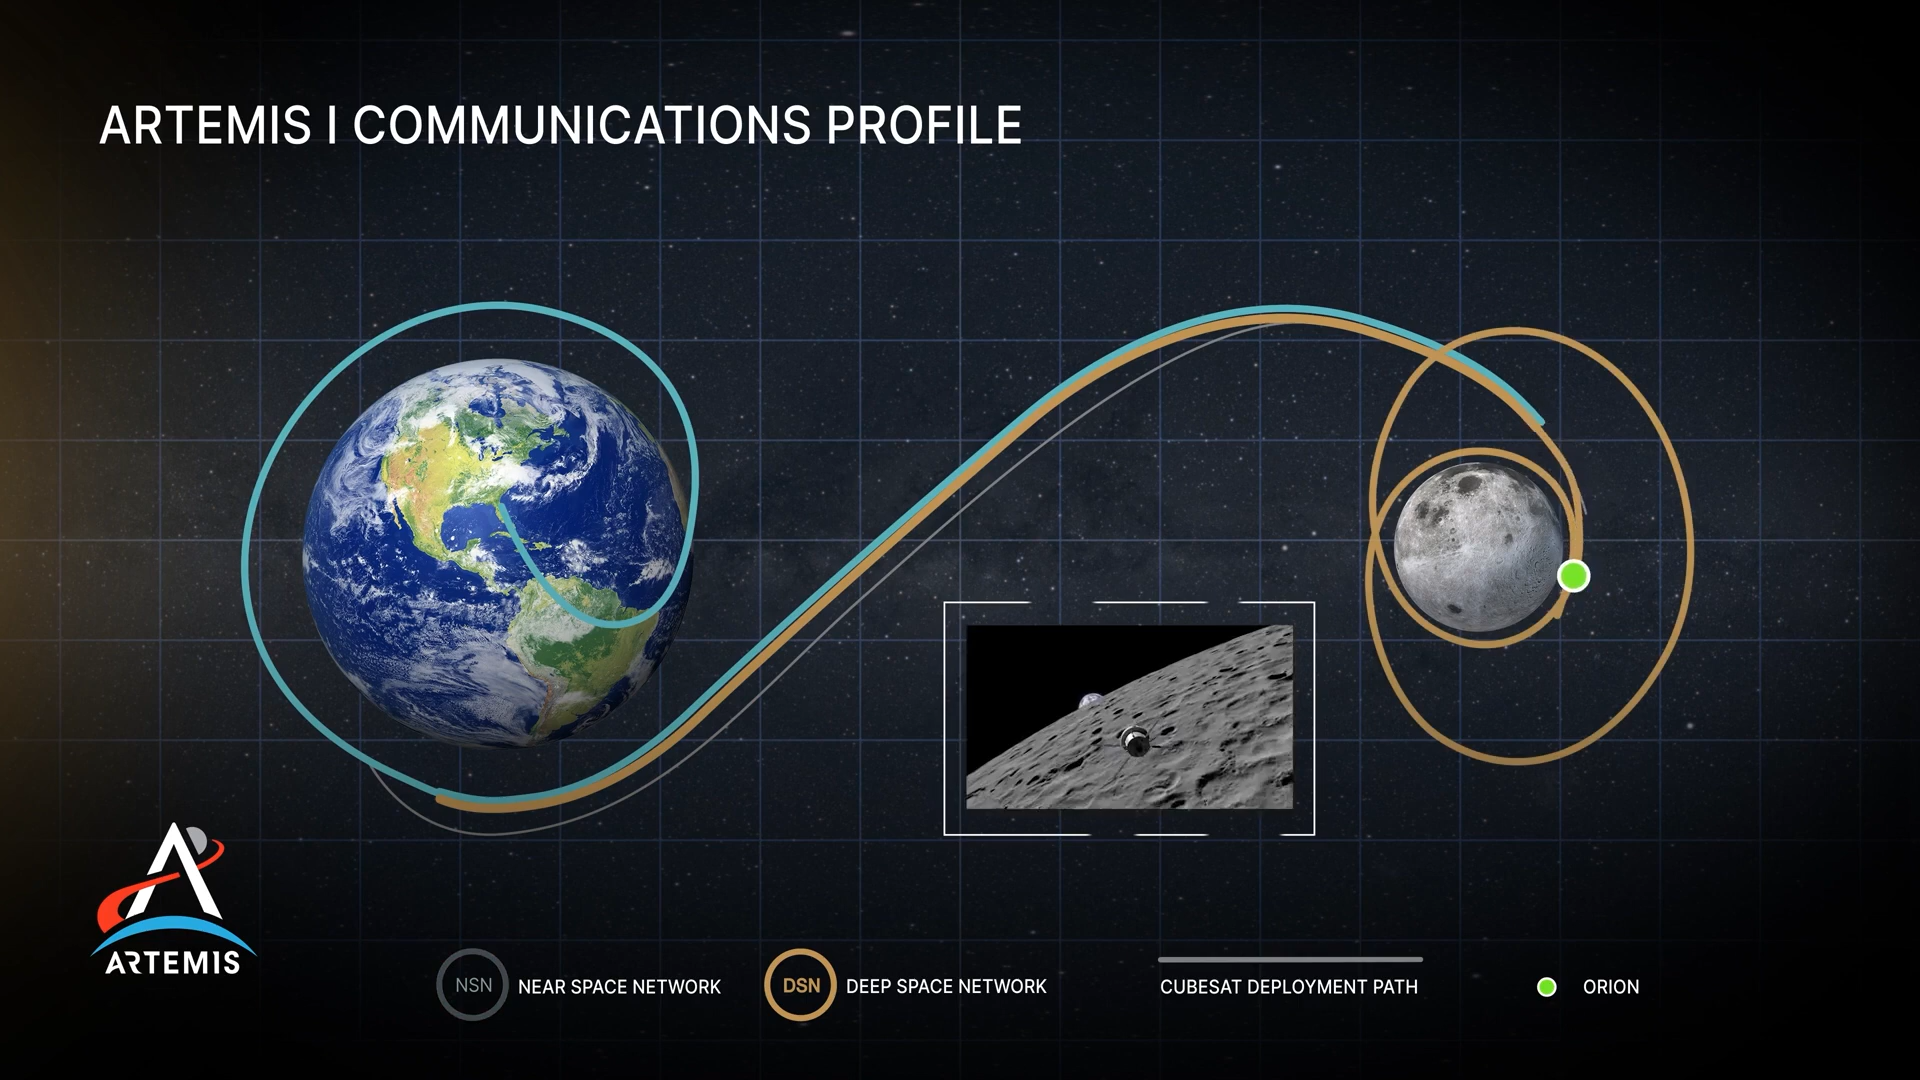 ARTEMIS I COMMUNICATIONS PROFILE
ARTEMIS
NSN NEAR SPACE NETWORK
DSN DEEP SPACE NETWORK
CUBESAT DEPLOYMENT PATH
ORION